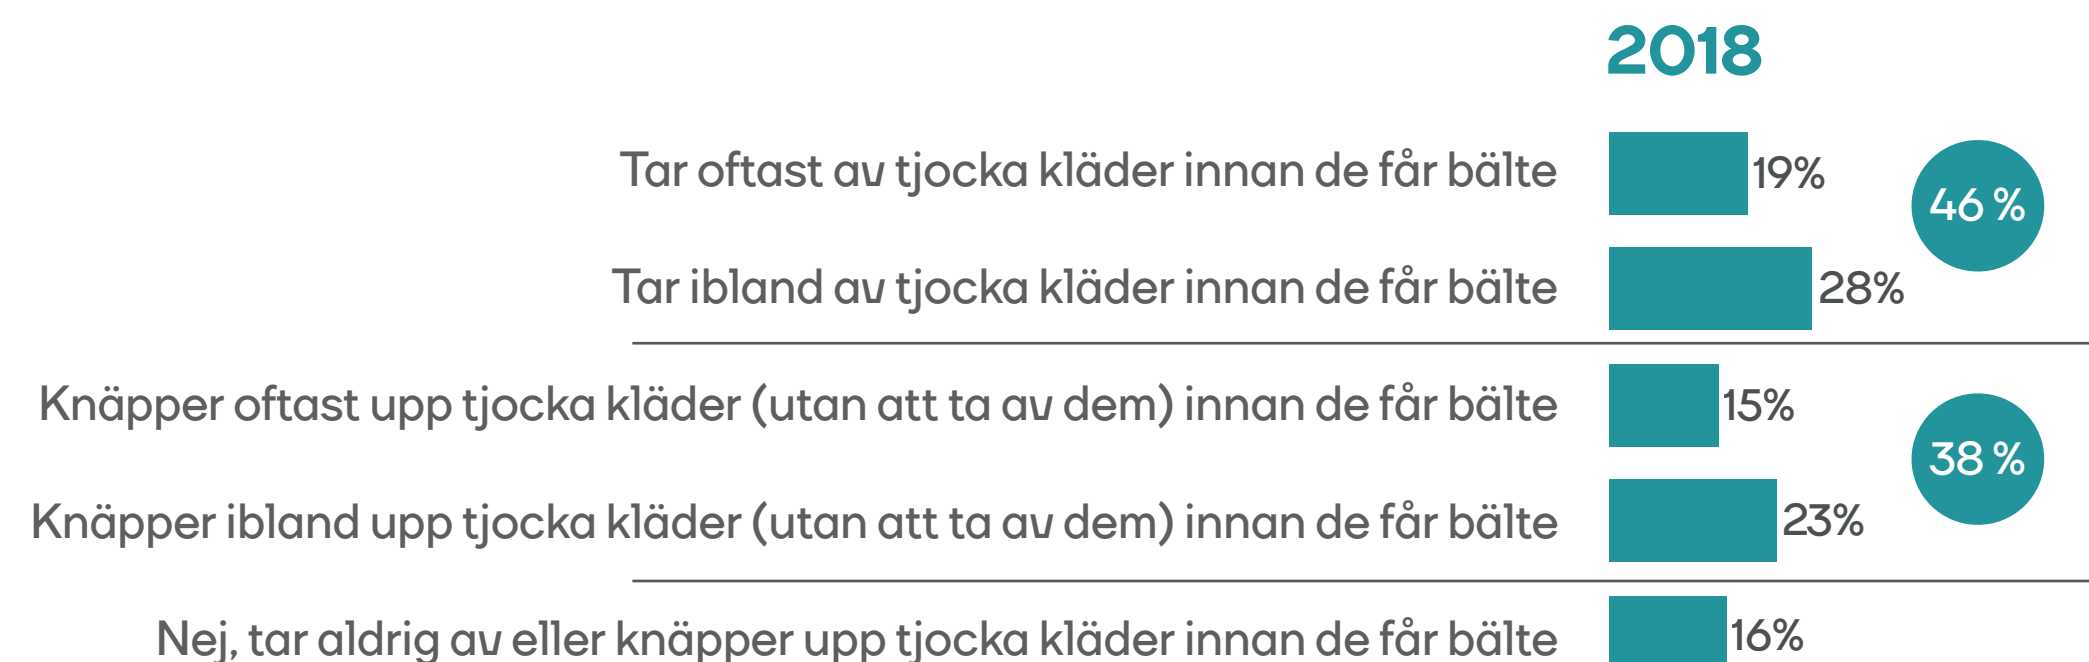 2018
Tar oftast av tjocka kläder innan de får bälte 19%
46 %
Tar ibland av tjocka kläder innan de får bälte 28%
Knäpper oftast upp tjocka kläder (utan att ta av dem) innan de får bälte 15%
38 %
Knäpper ibland upp tjocka kläder (utan att ta av dem) innan de får bälte 23%
Nej, tar aldrig av eller knäpper upp tjocka kläder innan de får bälte 16%